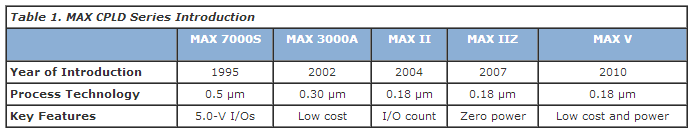 Table 1. MAX CPLD Series Introduction
MAX 7000S MAX 3000A MAX II MAX IIZ MAX V
Year of Introduction 1995 2002 2004 2007 2010
Process Technology 0.5 µm 0.30 µm 0.18 µm 0.18 µm 0.18 µm
Key Features 5.0-V I/Os Low cost I/O count Zero power Low cost and power